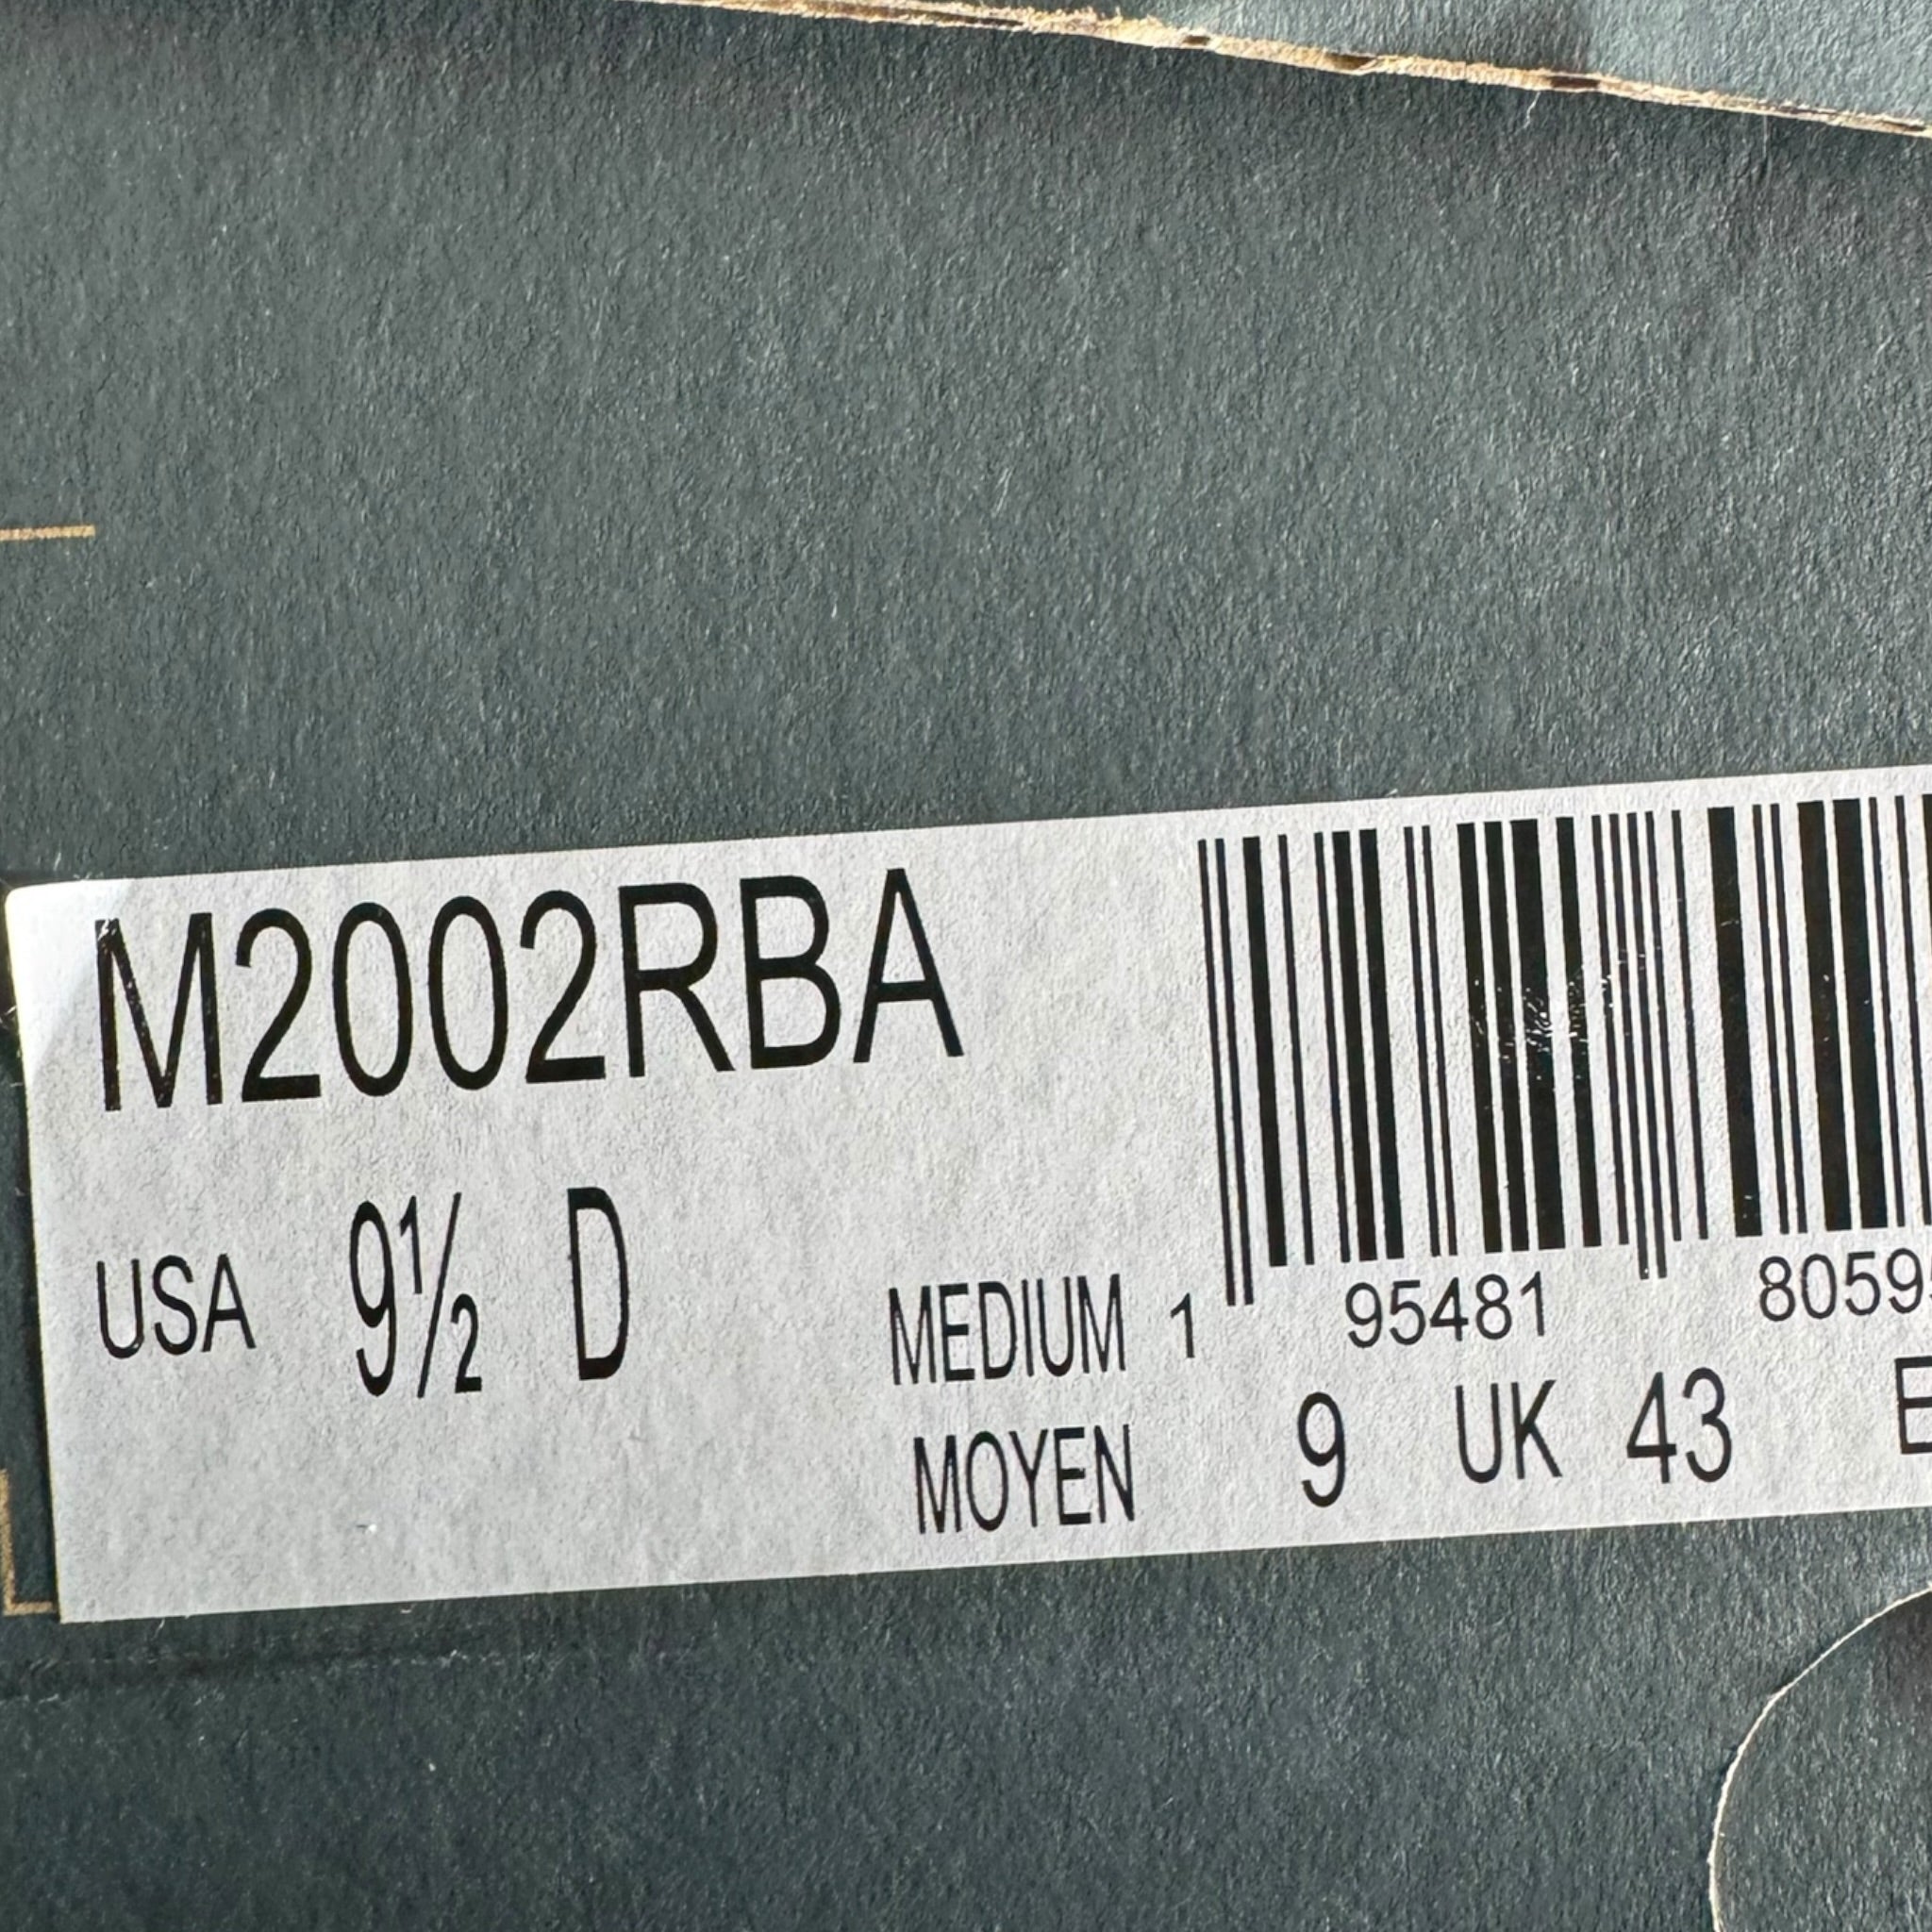 M2002RBA
USA 9½ D
MEDIUM 1 95481 8059
MOYEN 9 UK 43 E